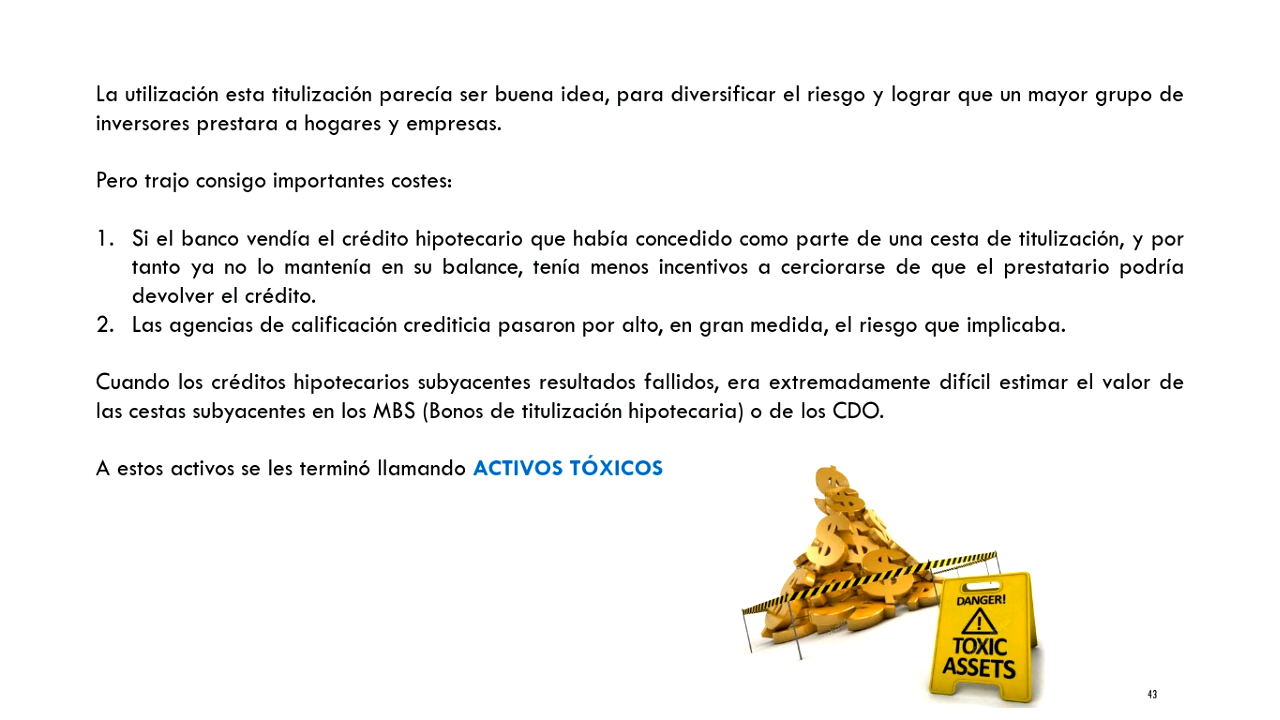 La utilización esta titulización parecía ser buena idea, para diversificar el riesgo y lograr que un mayor grupo de
inversores prestara a hogares y empresas.
Pero trajo consigo importantes costes:
1. Si el banco vendía el crédito hipotecario que había concedido como parte de una cesta de titulización, y por
tanto ya no lo mantenía en su balance, tenía menos incentivos a cerciorarse de que el prestatario podría
devolver el crédito.
2. Las agencias de calificación crediticia pasaron por alto, en gran medida, el riesgo que implicaba.
Cuando los créditos hipotecarios subyacentes resultados fallidos, era extremadamente difícil estimar el valor de
las cestas subyacentes en los MBS (Bonos de titulización hipotecaria) o de los CDO.
A estos activos se les terminó llamando ACTIVOS TÓXICOS
DANGER!
TOXIC
ASSETS
43